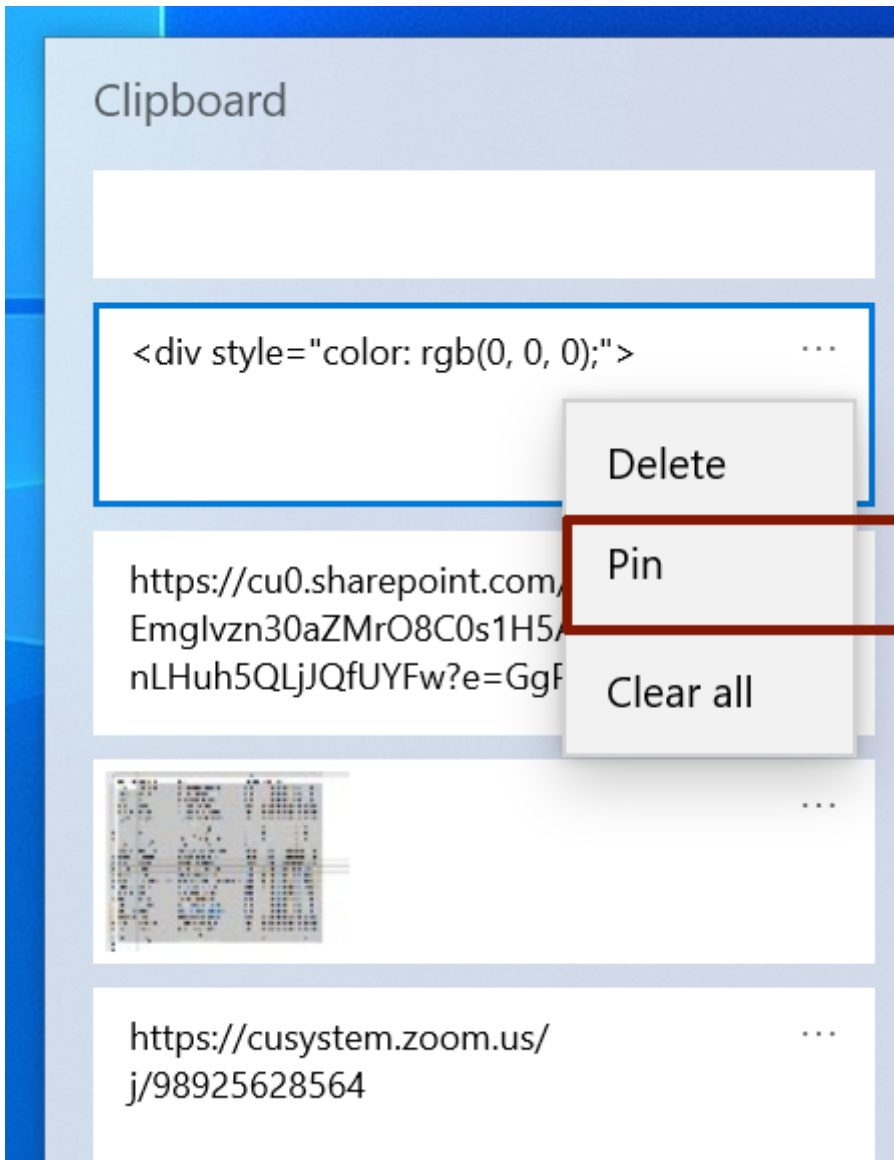 Clipboard
<div style="color: rgb(0, 0, 0);">
Delete
Pin
Clear all
https://cu0.sharepoint.com/
EmgIvzn30aZMrO8C0s1H5
nLHuh5QLjJQfUYFw?e=Gg
https://cusystem.zoom.us/
j/98925628564